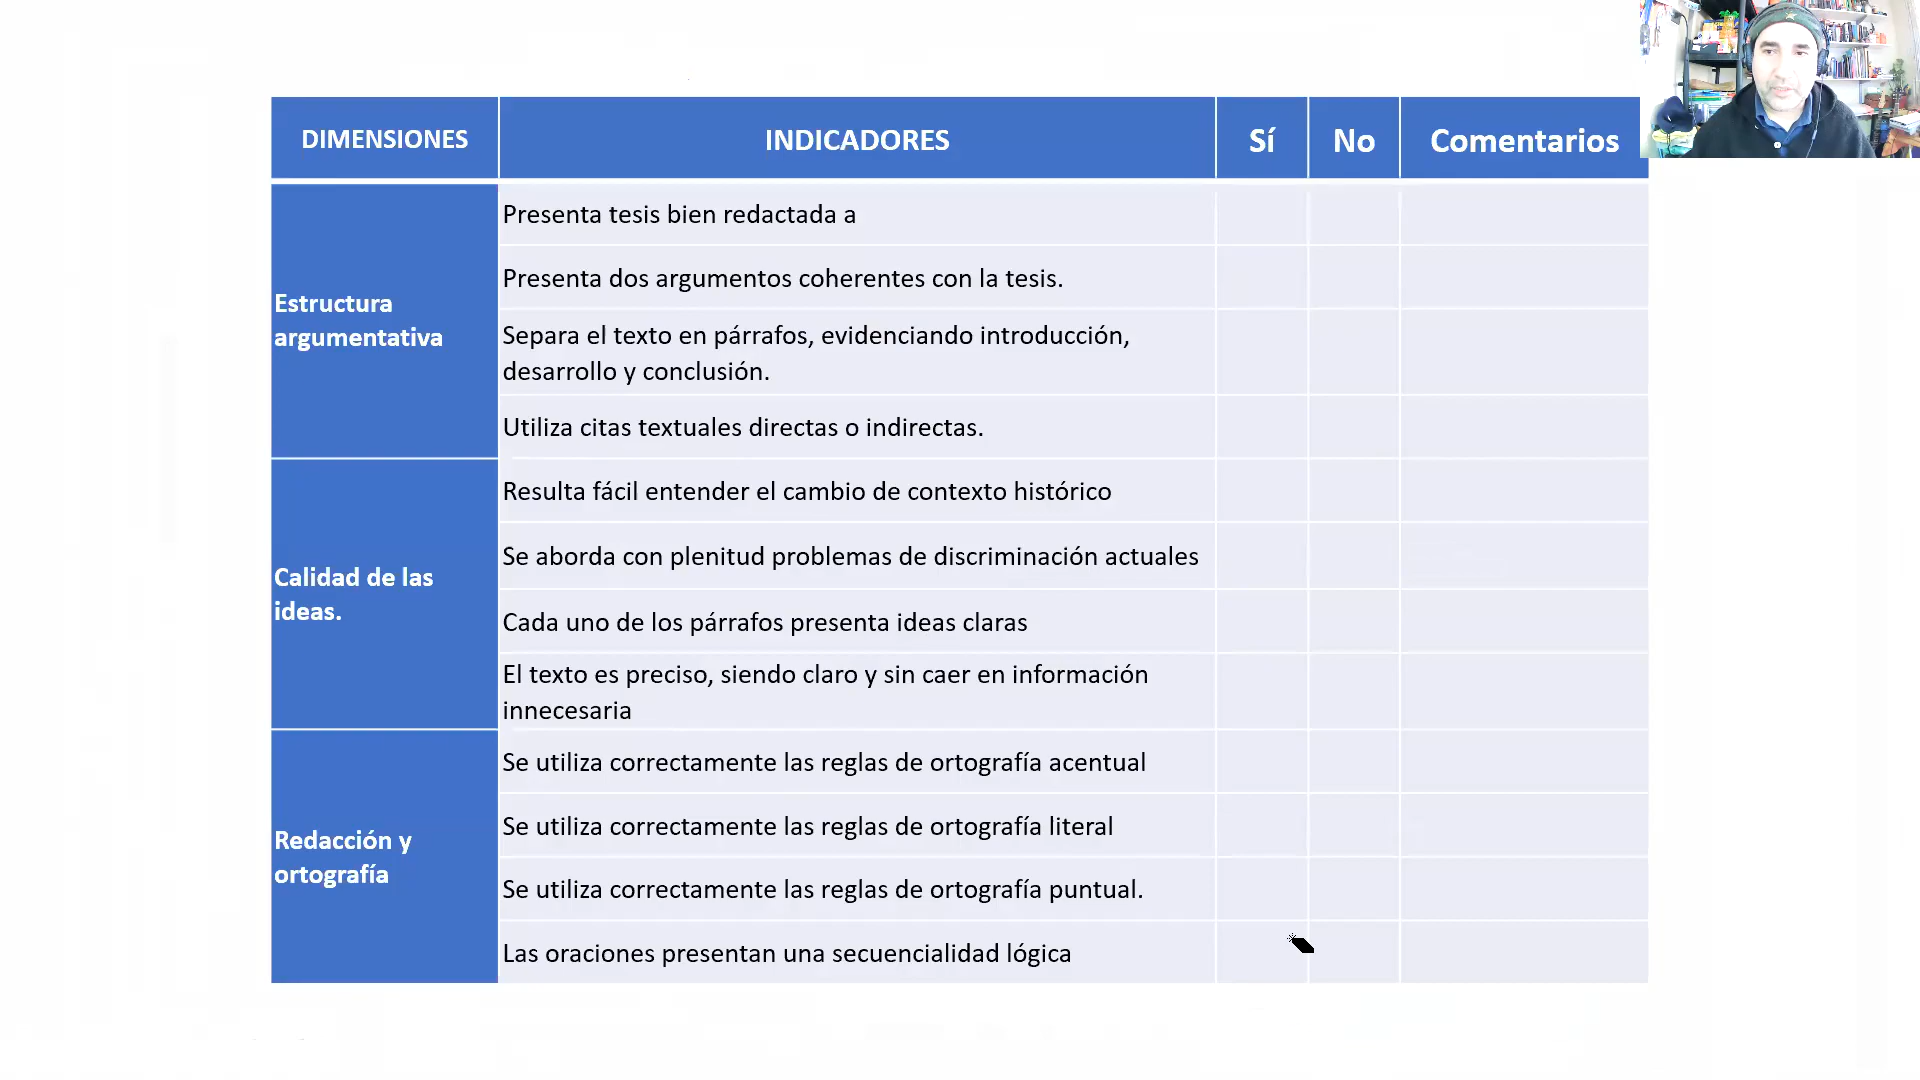 DIMENSIONES INDICADORES Sí No Comentarios
Estructura
argumentativa
Presenta tesis bien redactada a
Presenta dos argumentos coherentes con la tesis.
Separa el texto en párrafos, evidenciando introducción,
desarrollo y conclusión.
Utiliza citas textuales directas o indirectas.
Calidad de las
ideas.
Resulta fácil entender el cambio de contexto histórico
Se aborda con plenitud problemas de discriminación actuales
Cada uno de los párrafos presenta ideas claras
El texto es preciso, siendo claro y sin caer en información
innecesaria
Redacción y
ortografía
Se utiliza correctamente las reglas de ortografía acentual
Se utiliza correctamente las reglas de ortografía literal
Se utiliza correctamente las reglas de ortografía puntual.
Las oraciones presentan una secuencialidad lógica